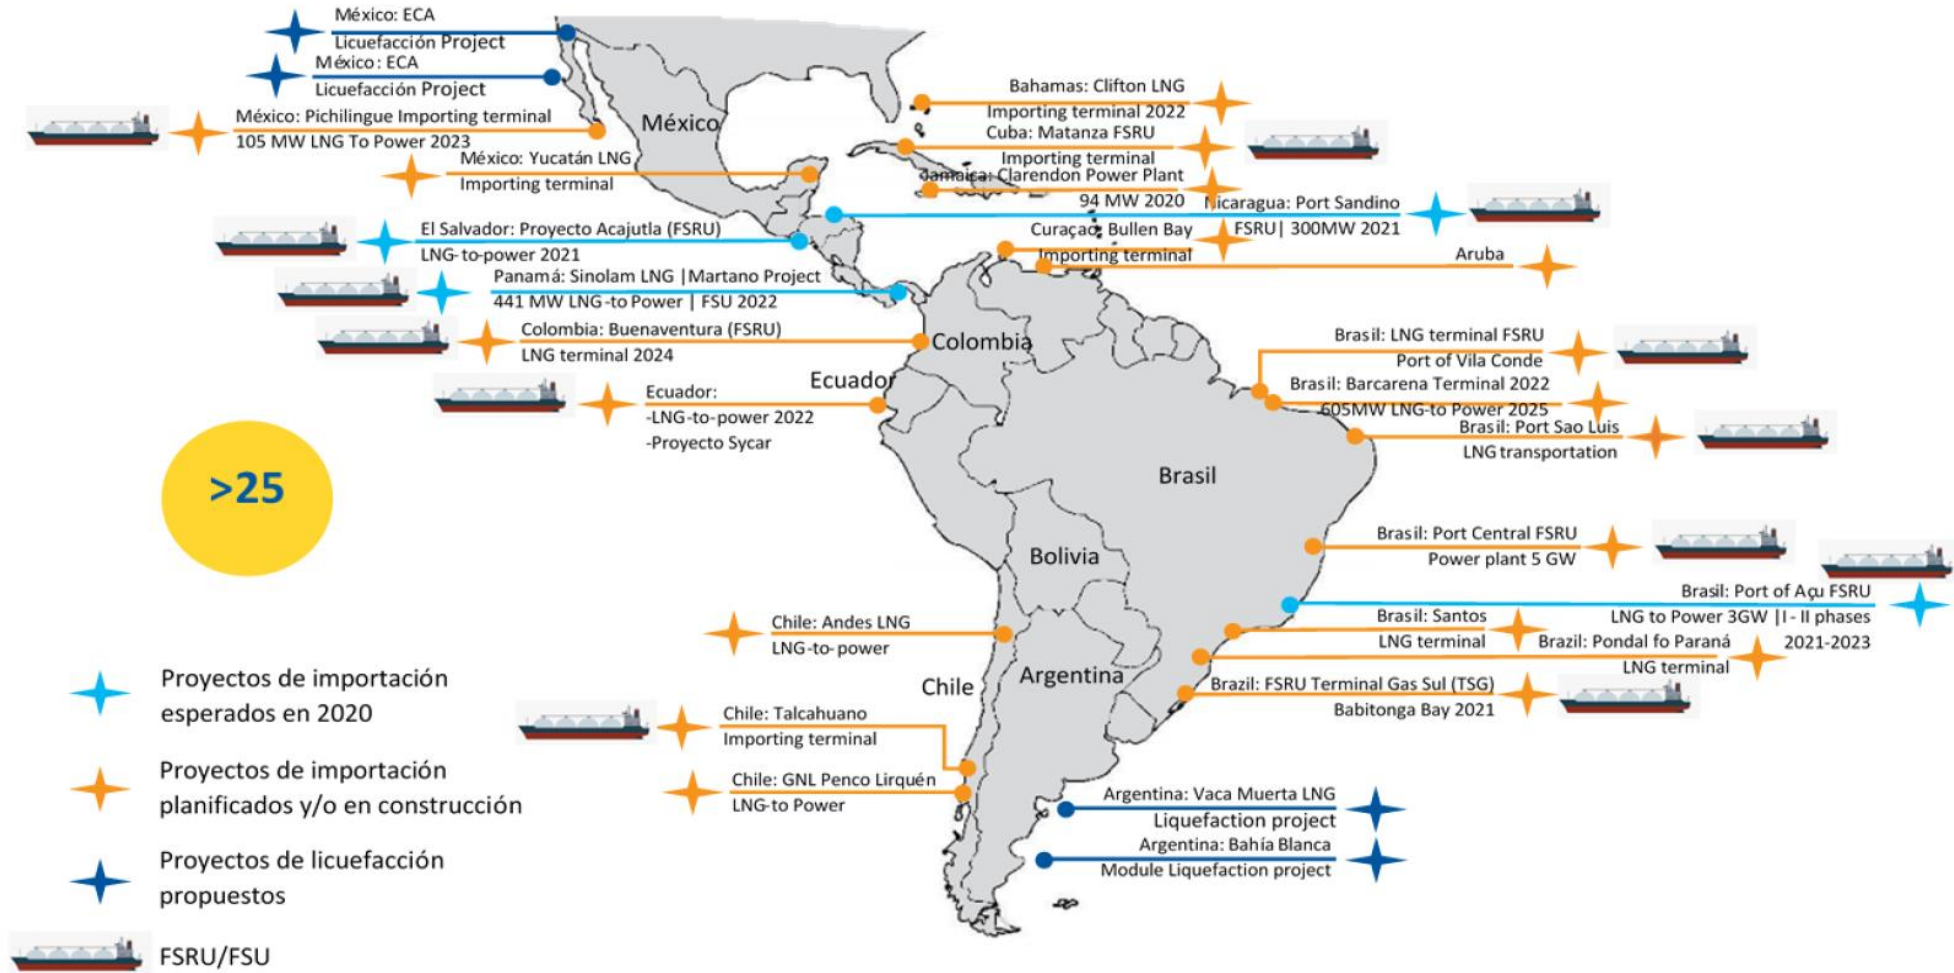 México: ECA
Licuefacción Project
México: ECA
Licuefacción Project
México: Pichilingue Importing terminal
105 MW LNG To Power 2023
México: Yucatán LNG
Importing terminal
El Salvador: Proyecto Acajutla (FSRU)
LNG-to-power 2021
Panamá: Sinolam LNG |Martano Project
441 MW LNG-to Power | FSU 2022
Colombia: Buenaventura (FSRU)
LNG terminal 2024
Ecuador:
-LNG-to-power 2022
-Proyecto Sycar
México
Colombia
Ecuador
Brasil
Bolivia
Chile
Argentina
Bahamas: Clifton LNG
Importing terminal 2022
Cuba: Matanza FSRU
Importing terminal
Jamaica: Clarendon Power Plant
94 MW 2020
Nicaragua: Port Sandino
FSRU| 300MW 2021
Curaçao: Bullen Bay
Importing terminal
Aruba
Brasil: LNG terminal FSRU
Port of Vila Conde
Brasil: Barcarena Terminal 2022
605MW LNG-to Power 2025
Brasil: Port Sao Luis
LNG transportation
Brasil: Port Central FSRU
Power plant 5 GW
Brasil: Port of Açu FSRU
LNG to Power 3GW |I - II phases
2021-2023
Brasil: Santos
LNG terminal
Brazil: Pondal fo Paraná
LNG terminal
Brazil: FSRU Terminal Gas Sul (TSG)
Babitonga Bay 2021
Chile: Andes LNG
LNG-to-power
Chile: Talcahuano
Importing terminal
Chile: GNL Penco Lirquén
LNG-to Power
Argentina: Vaca Muerta LNG
Liquefaction project
Argentina: Bahía Blanca
Module Liquefaction project
>25
Proyectos de importación
esperados en 2020
Proyectos de importación
planificados y/o en construcción
Proyectos de licuefacción
propuestos
FSRU/FSU